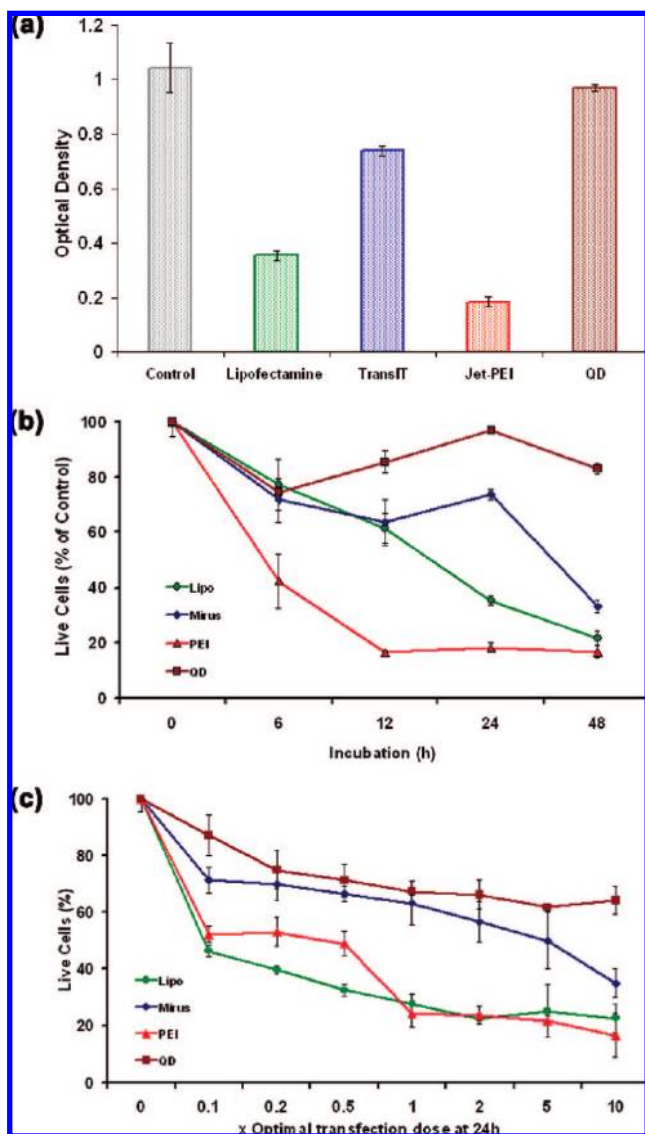 (a)
1.2
1
0.8
0.6
0.4
0.2
0
Optical Density
Control Lipofectamine TransIT Jet-PEI QD
(b)
100
80
60
40
20
0
Live Cells (% of Control)
Lipo
Mirus
PEI
QD
0 6 12 24 48
Incubation (h)
(c)
100
80
60
40
20
0
Live Cells (%)
Lipo
Mirus
PEI
QD
0 0.1 0.2 0.5 1 2 5 10
x Optimal transfection dose at 24h